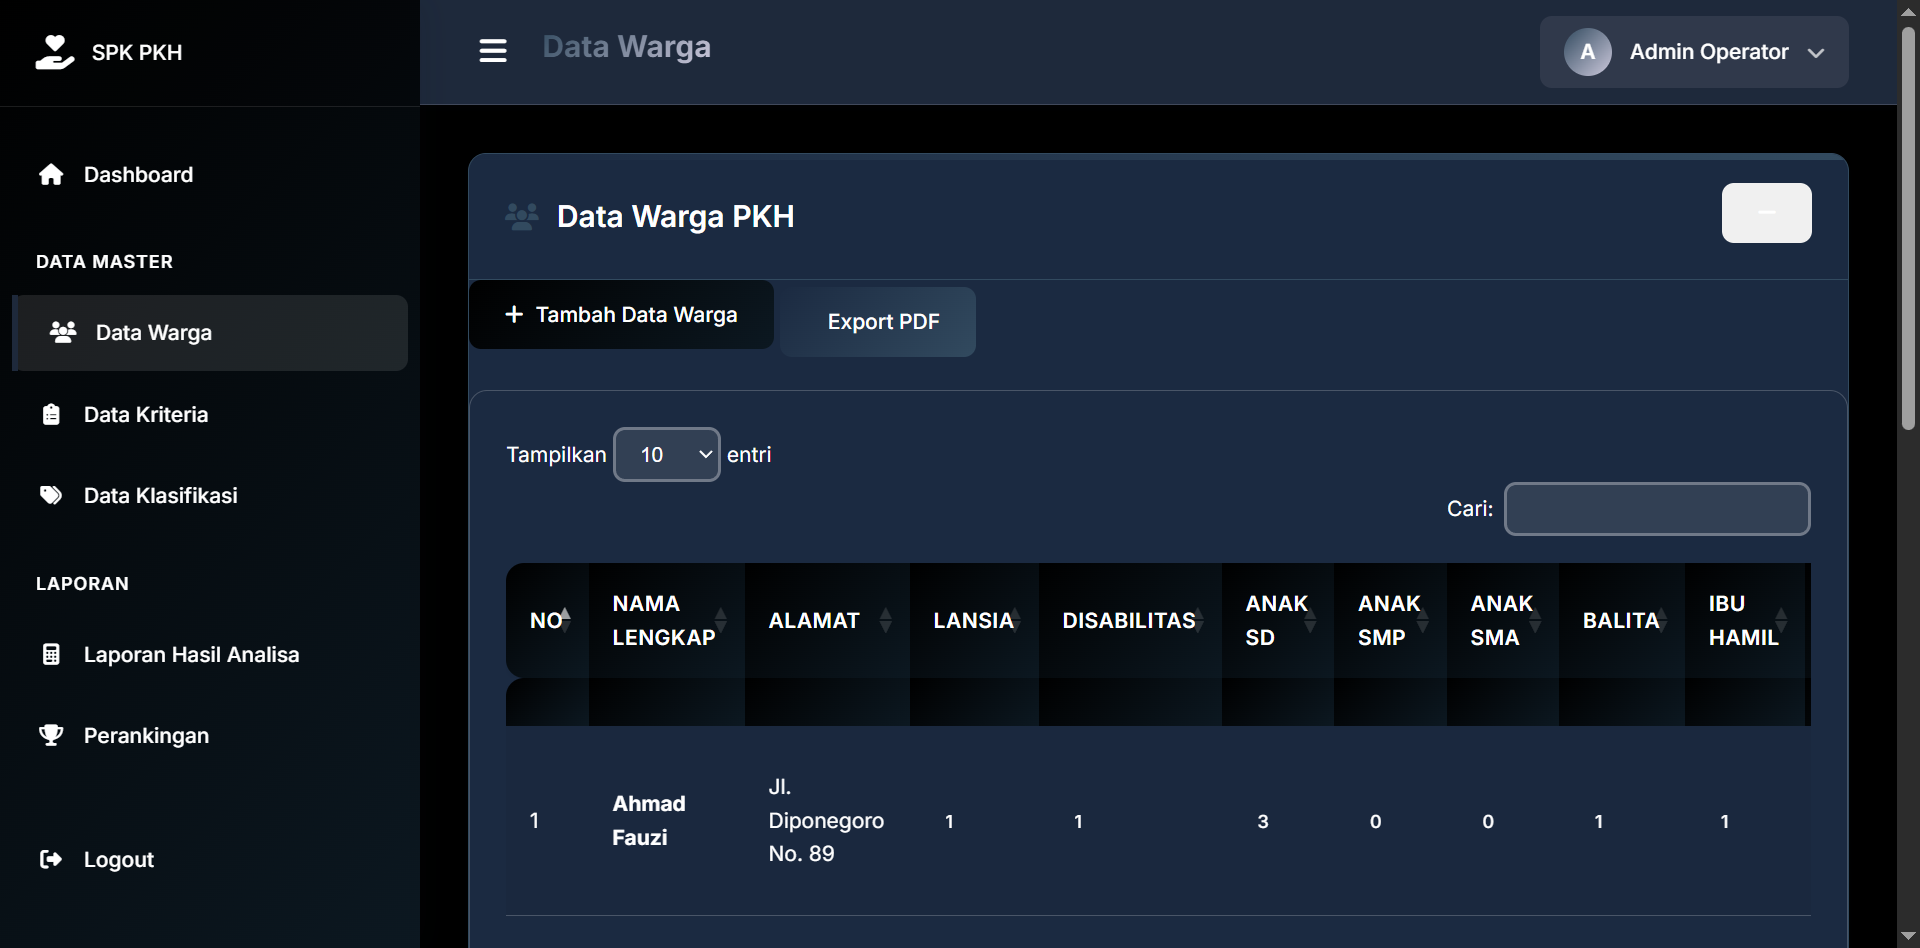 SPK PKH
Data Warga
A
Admin Operator
Dashboard
DATA MASTER
Data Warga
Data Kriteria
Data Klasifikasi
LAPORAN
Laporan Hasil Analisa
Perankingan
Logout
Data Warga PKH
+ Tambah Data Warga
Export PDF
Tampilkan 10 entri
Cari:
NO NAMA LENGKAP ALAMAT LANSIA DISABILITAS ANAK SD ANAK SMP ANAK SMA BALITA IBU HAMIL
1 Ahmad Fauzi Jl. Diponegoro No. 89 1 1 3 0 0 1 1